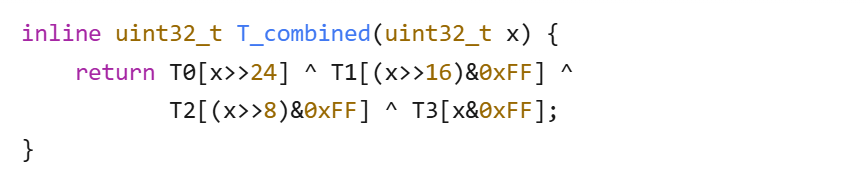 inline uint32_t T_combined(uint32_t x) {
    return T0[x>>24] ^ T1[(x>>16)&0xFF] ^
           T2[(x>>8)&0xFF] ^ T3[x&0xFF];
}